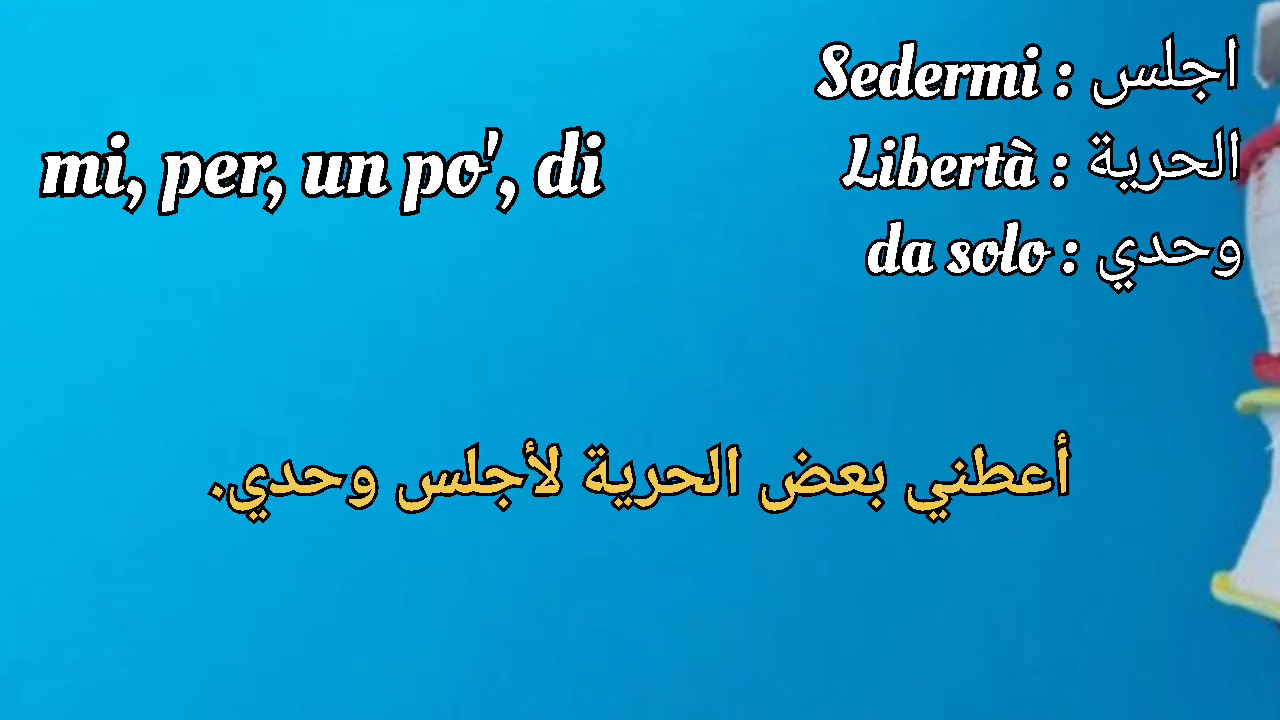 Sedermi : اجلس
Libertà : الحرية
da solo : وحدي
mi, per, un po', di
أعطني بعض الحرية لأجلس وحدي.